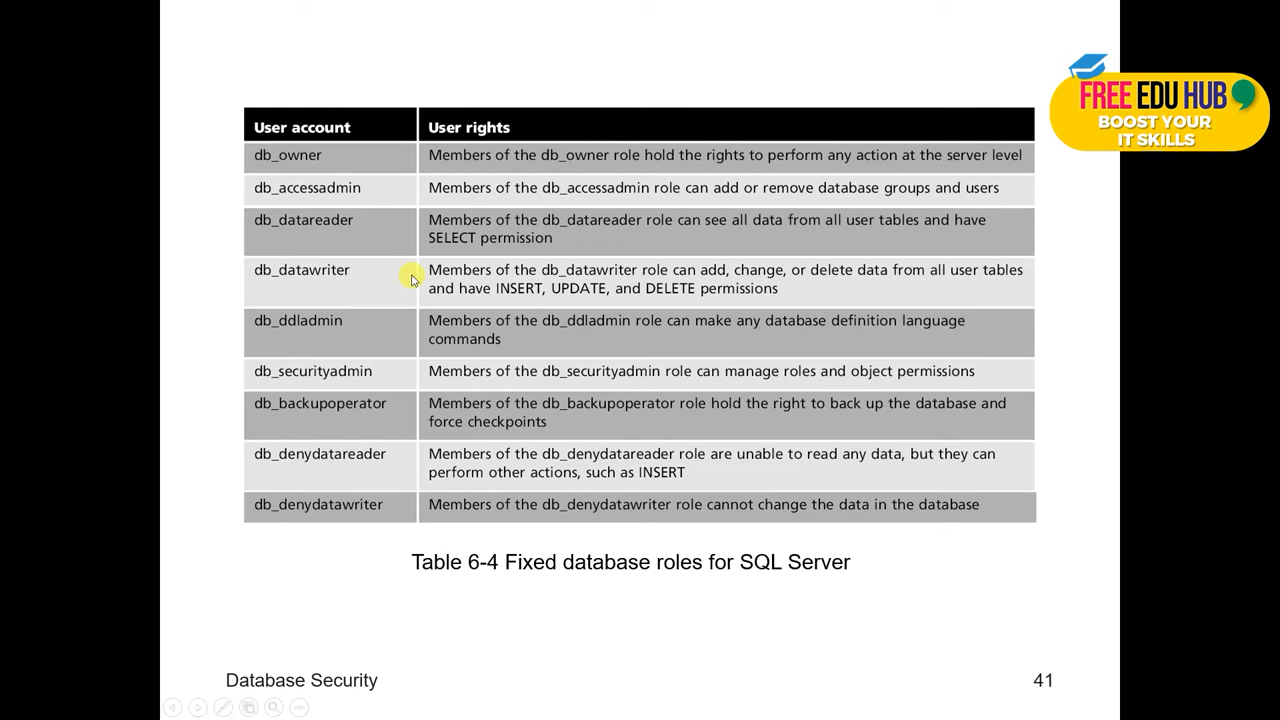 FREE EDU HUB
BOOST YOUR
IT SKILLS
User account User rights
db_owner Members of the db_owner role hold the rights to perform any action at the server level
db_accessadmin Members of the db_accessadmin role can add or remove database groups and users
db_datareader Members of the db_datareader role can see all data from all user tables and have
SELECT permission
db_datawriter Members of the db_datawriter role can add, change, or delete data from all user tables
and have INSERT, UPDATE, and DELETE permissions
db_ddladmin Members of the db_ddladmin role can make any database definition language
commands
db_securityadmin Members of the db_securityadmin role can manage roles and object permissions
db_backupoperator Members of the db_backupoperator role hold the right to back up the database and
force checkpoints
db_denydatareader Members of the db_denydatareader role are unable to read any data, but they can
perform other actions, such as INSERT
db_denydatawriter Members of the db_denydatawriter role cannot change the data in the database
Table 6-4 Fixed database roles for SQL Server
Database Security 41